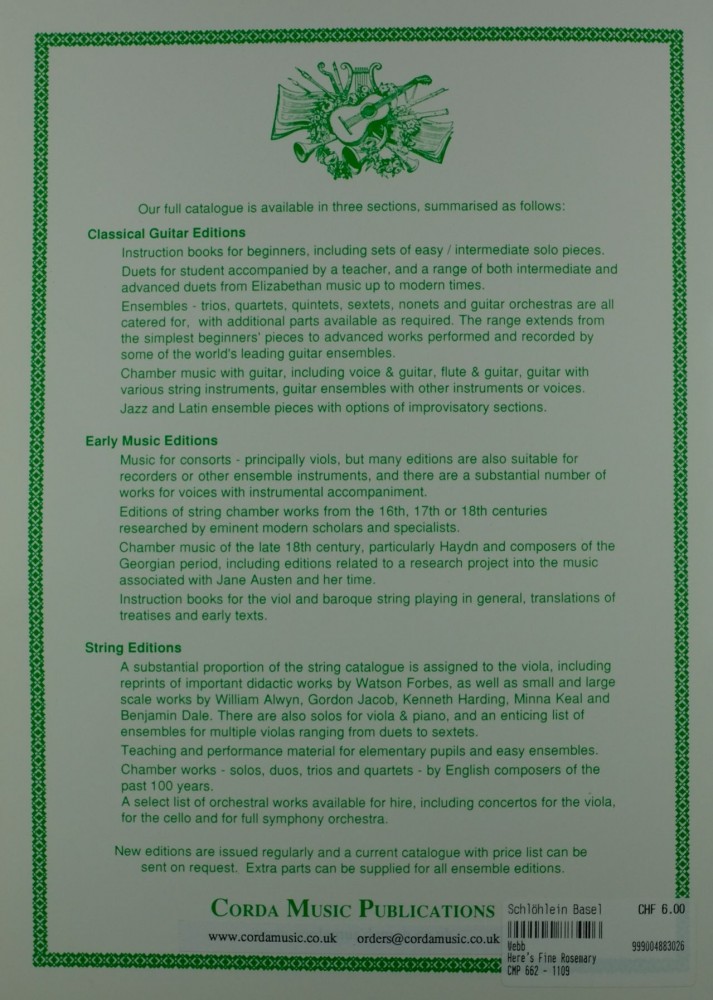 Our full catalogue is available in three sections, summarised as follows:
Classical Guitar Editions
Instruction books for beginners, including sets of easy / intermediate solo pieces.
Duets for student accompanied by a teacher, and a range of both intermediate and
advanced duets from Elizabethan music up to modern times.
Ensembles - trios, quartets, quintets, sextets, nonets and guitar orchestras are all
catered for, with additional parts available as required. The range extends from
the simplest beginners' pieces to advanced works performed and recorded by
some of the world's leading guitar ensembles.
Chamber music with guitar, including voice & guitar, flute & guitar, guitar with
various string instruments, guitar ensembles with other instruments or voices.
Jazz and Latin ensemble pieces with options of improvisatory sections.
Early Music Editions
Music for consorts - principally viols, but many editions are also suitable for
recorders or other ensemble instruments, and there are a substantial number of
works for voices with instrumental accompaniment.
Editions of string chamber works from the 16th, 17th or 18th centuries
researched by eminent modern scholars and specialists.
Chamber music of the late 18th century, particularly Haydn and composers of the
Georgian period, including editions related to a research project into the music
associated with Jane Austen and her time.
Instruction books for the viol and baroque string playing in general, translations of
treatises and early texts.
String Editions
A substantial proportion of the string catalogue is assigned to the viola, including
reprints of important didactic works by Watson Forbes, as well as small and large
scale works by William Alwyn, Gordon Jacob, Kenneth Harding, Minna Keal and
Benjamin Dale. There are also solos for viola & piano, and an enticing list of
ensembles for multiple violas ranging from duets to sextets.
Teaching and performance material for elementary pupils and easy ensembles.
Chamber works - solos, duos, trios and quartets - by English composers of the
past 100 years.
A select list of orchestral works available for hire, including concertos for the viola,
for the cello and for full symphony orchestra.
New editions are issued regularly and a current catalogue with price list can be
sent on request. Extra parts can be supplied for all ensemble editions.
CORDA MUSIC PUBLICATIONS
www.cordamusic.co.uk orders@cordamusic.co.uk
Schlöhlein Basel CHF 6.00
Webb 999004883026
Here's Fine Rosemary
CMP 662 - 1109